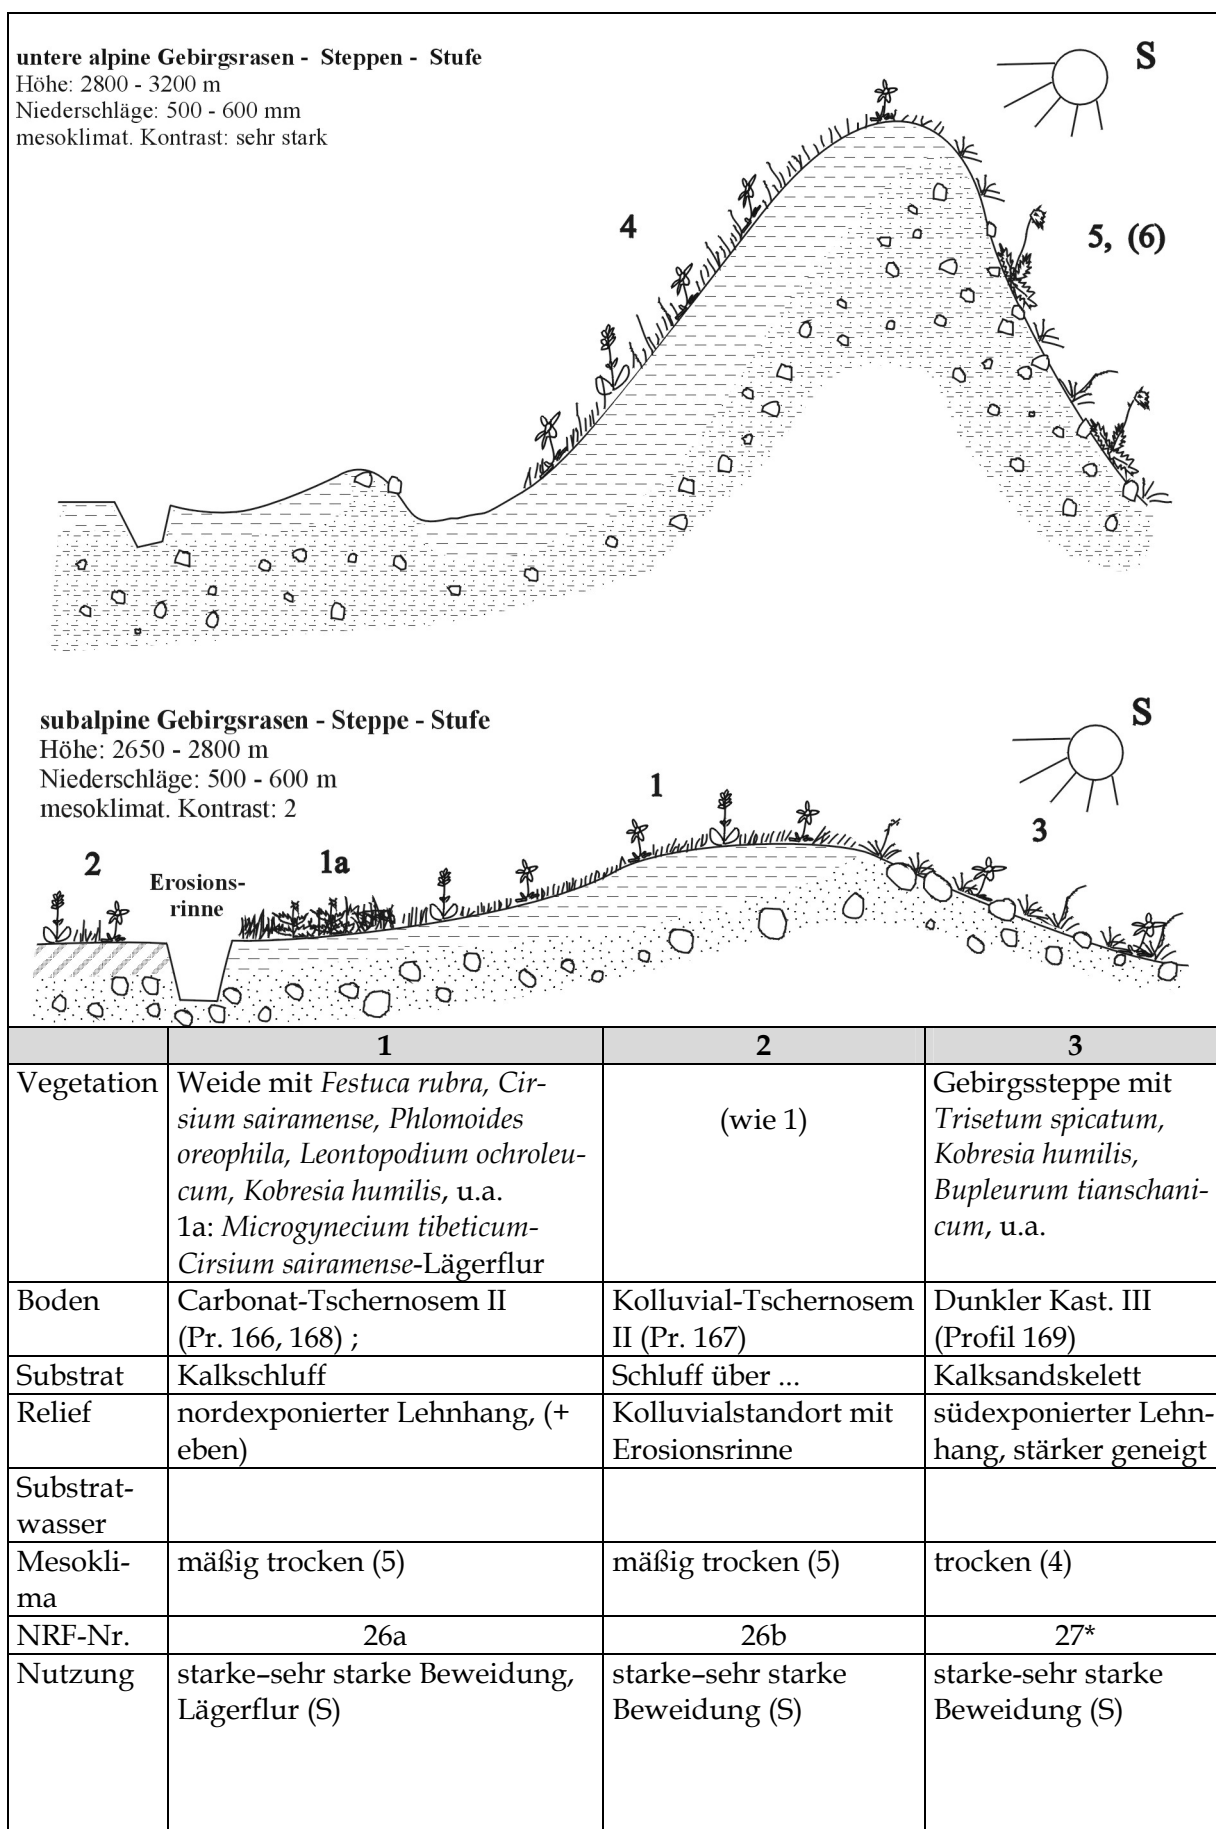 untere alpine Gebirgsrasen - Steppen - Stufe
Höhe: 2800 - 3200 m
Niederschläge: 500 - 600 mm
mesoklimat. Kontrast: sehr stark
S
4
5, (6)
subalpine Gebirgsrasen - Steppe - Stufe
Höhe: 2650 - 2800 m
Niederschläge: 500 - 600 m
mesoklimat. Kontrast: 2
S
1
3
2
Erosions-
rinne
1a
1 2 3
Vegetation
Weide mit Festuca rubra, Cir-
sium sairamense, Phlomoides
oreophila, Leontopodium ochroleu-
cum, Kobresia humilis, u.a.
1a: Microgynecium tibeticum-
Cirsium sairamense-Lägerflur
(wie 1)
Gebirgssteppe mit
Trisetum spicatum,
Kobresia humilis,
Bupleurum tianschani-
cum, u.a.
Boden
Carbonat-Tschernosem II
(Pr. 166, 168) ;
Kolluvial-Tschernosem
II (Pr. 167)
Dunkler Kast. III
(Profil 169)
Substrat
Kalkschluff
Schluff über ...
Kalksandskelett
Relief
nordexponierter Lehnhang, (+
eben)
Kolluvialstandort mit
Erosionsrinne
südexponierter Lehn-
hang, stärker geneigt
Substrat-
wasser
Mesokli-
ma
mäßig trocken (5)
mäßig trocken (5)
trocken (4)
NRF-Nr.
26a
26b
27*
Nutzung
starke–sehr starke Beweidung,
Lägerflur (S)
starke–sehr starke
Beweidung (S)
starke-sehr starke
Beweidung (S)